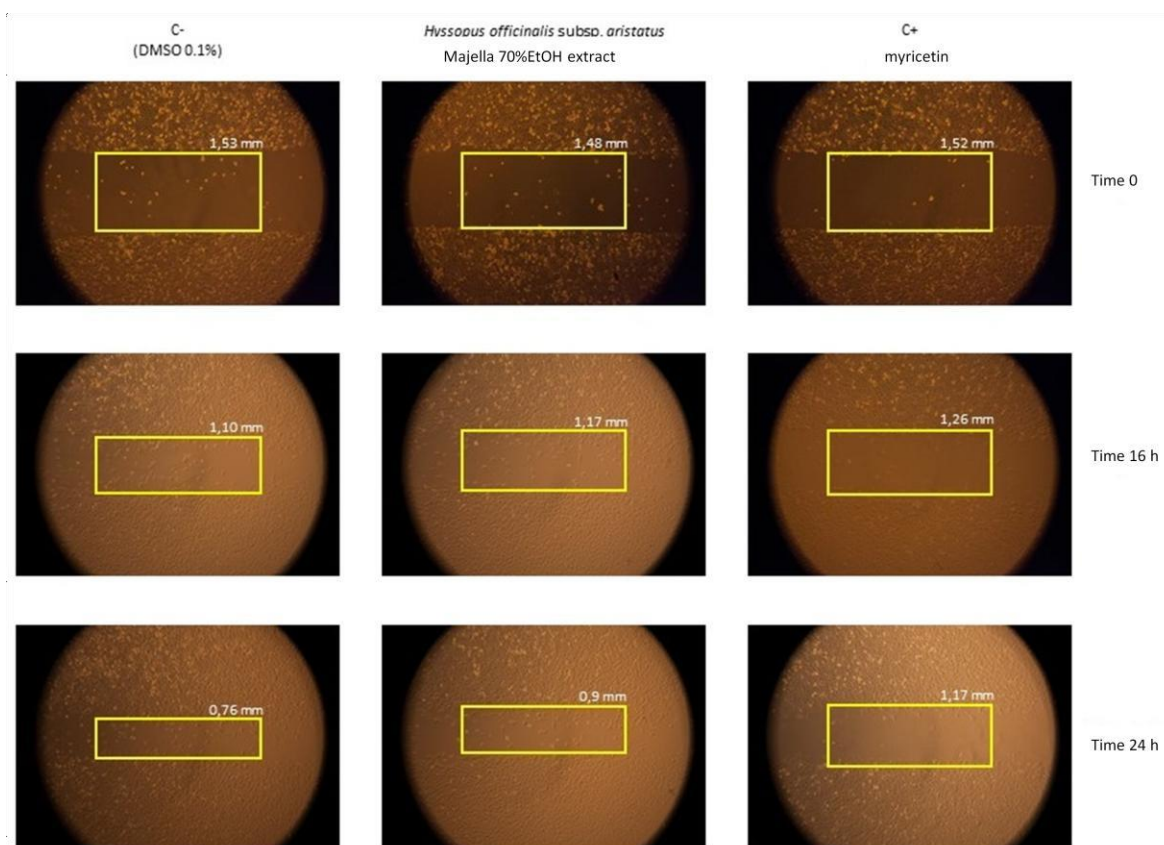 C-
(DMSO 0.1%)
Hyssopus officinalis subsp. aristatus
Majella 70%EtOH extract
C+
myricetin
1,53 mm
1,48 mm
1,52 mm
Time 0
1,10 mm
1,17 mm
1,26 mm
Time 16 h
0,76 mm
0,9 mm
1,17 mm
Time 24 h